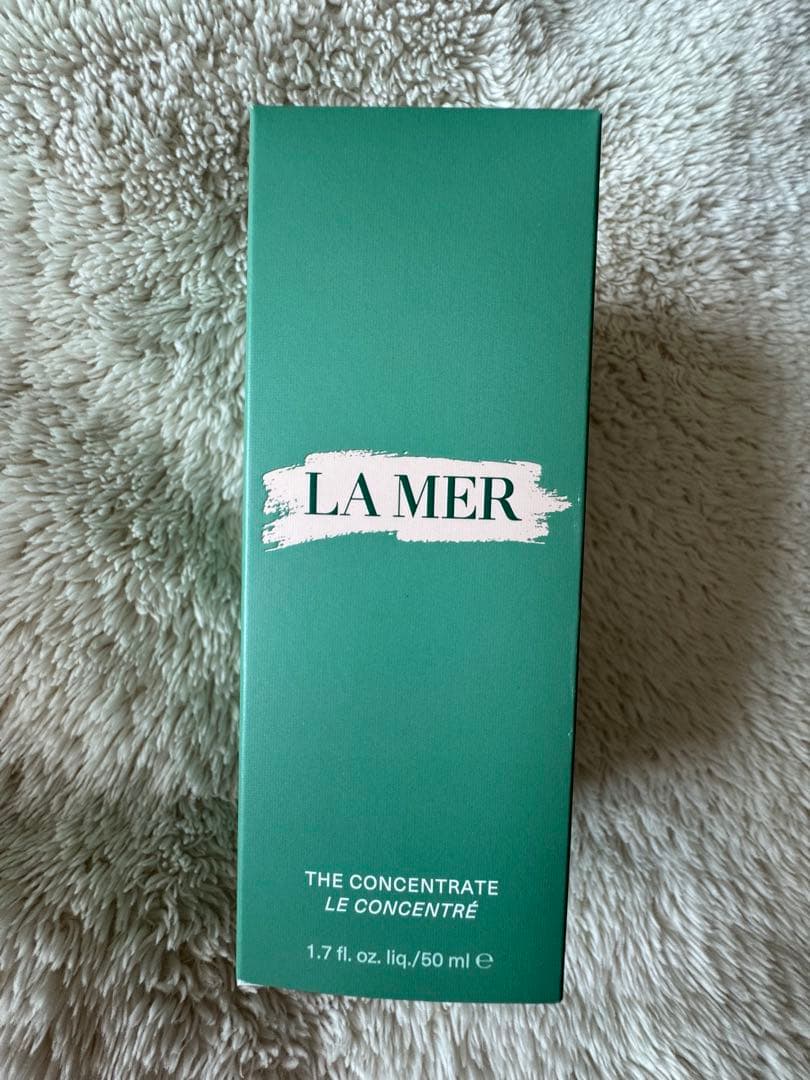 LA MER
THE CONCENTRATE
LE CONCENTRÉ
1.7 fl. oz. liq./50 ml ℮